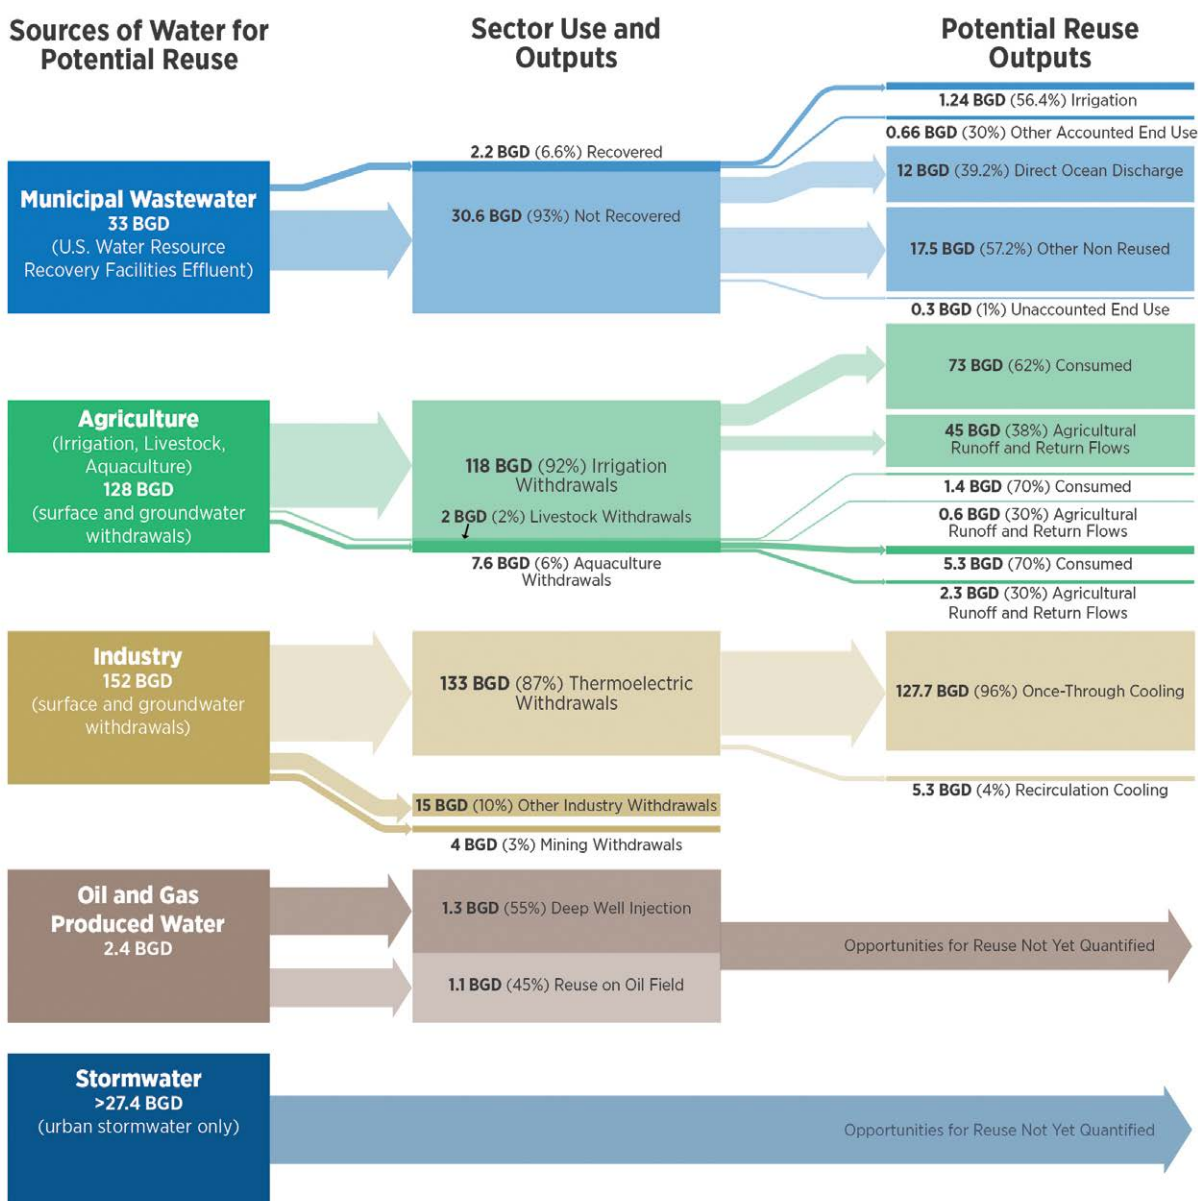 Sources of Water for
Potential Reuse
Sector Use and
Outputs
Potential Reuse
Outputs
Municipal Wastewater
33 BGD
(U.S. Water Resource
Recovery Facilities Effluent)
2.2 BGD (6.6%) Recovered
30.6 BGD (93%) Not Recovered
1.24 BGD (56.4%) Irrigation
0.66 BGD (30%) Other Accounted End Use
12 BGD (39.2%) Direct Ocean Discharge
17.5 BGD (57.2%) Other Non Reused
0.3 BGD (1%) Unaccounted End Use
Agriculture
(Irrigation, Livestock,
Aquaculture)
128 BGD
(surface and groundwater
withdrawals)
118 BGD (92%) Irrigation
Withdrawals
2 BGD (2%) Livestock Withdrawals
7.6 BGD (6%) Aquaculture
Withdrawals
73 BGD (62%) Consumed
45 BGD (38%) Agricultural
Runoff and Return Flows
1.4 BGD (70%) Consumed
0.6 BGD (30%) Agricultural
Runoff and Return Flows
5.3 BGD (70%) Consumed
2.3 BGD (30%) Agricultural
Runoff and Return Flows
Industry
152 BGD
(surface and groundwater
withdrawals)
133 BGD (87%) Thermoelectric
Withdrawals
15 BGD (10%) Other Industry Withdrawals
4 BGD (3%) Mining Withdrawals
127.7 BGD (96%) Once-Through Cooling
5.3 BGD (4%) Recirculation Cooling
Oil and Gas
Produced Water
2.4 BGD
1.3 BGD (55%) Deep Well Injection
1.1 BGD (45%) Reuse on Oil Field
Opportunities for Reuse Not Yet Quantified
Stormwater
>27.4 BGD
(urban stormwater only)
Opportunities for Reuse Not Yet Quantified